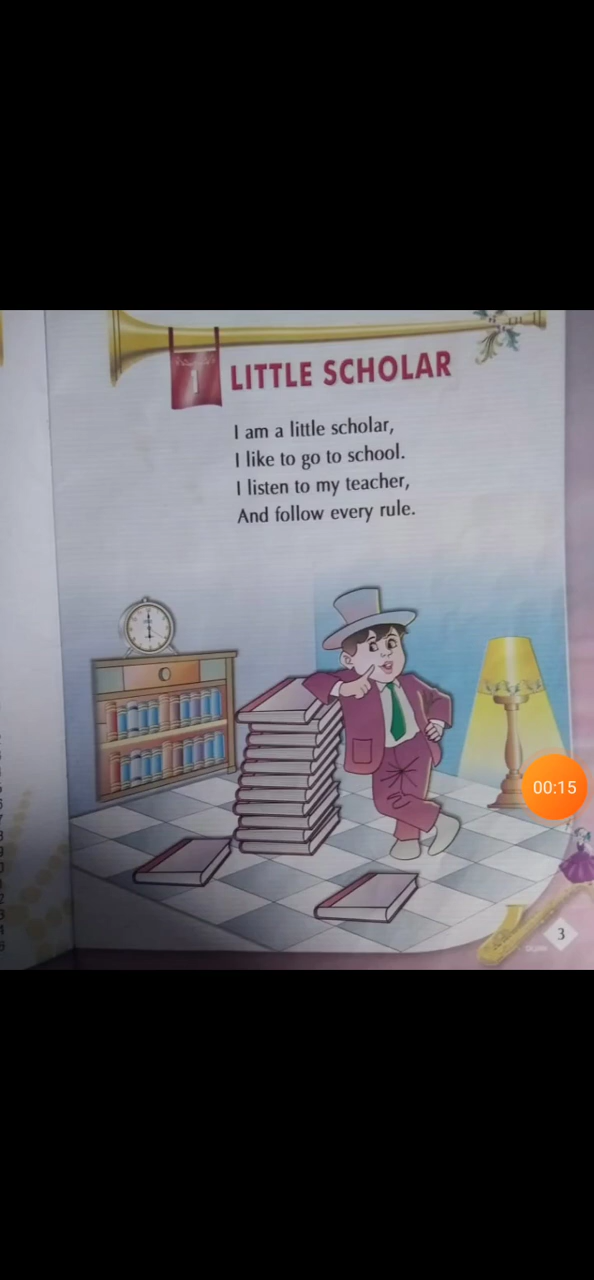 1
LITTLE SCHOLAR
I am a little scholar,
I like to go to school.
I listen to my teacher,
And follow every rule.
00:15
3